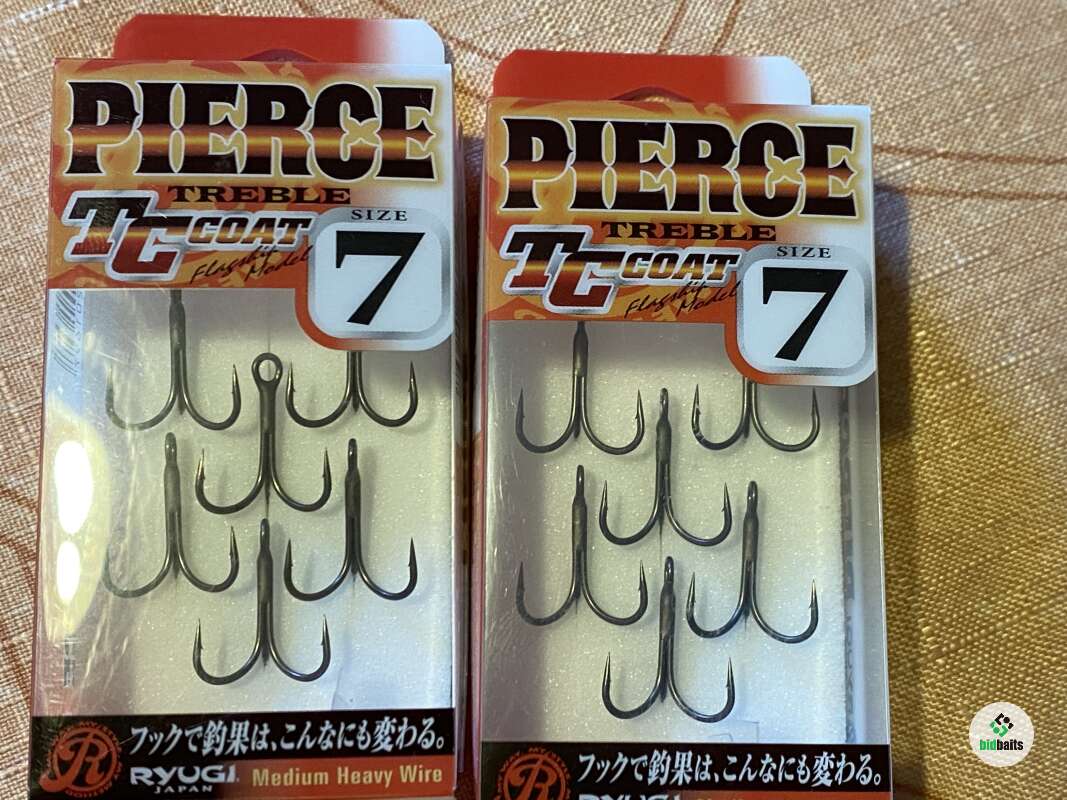 PIERCE
TREBLE
TC COAT
Flagship Model
SIZE
7
フックで釣果は、こんなにも変わる。
RYUGI
JAPAN
Medium Heavy Wire
PIERCE
TREBLE
TC COAT
Flagship Model
SIZE
7
フックで釣果は、こんなにも変わる。
RYUGI
bidbaits